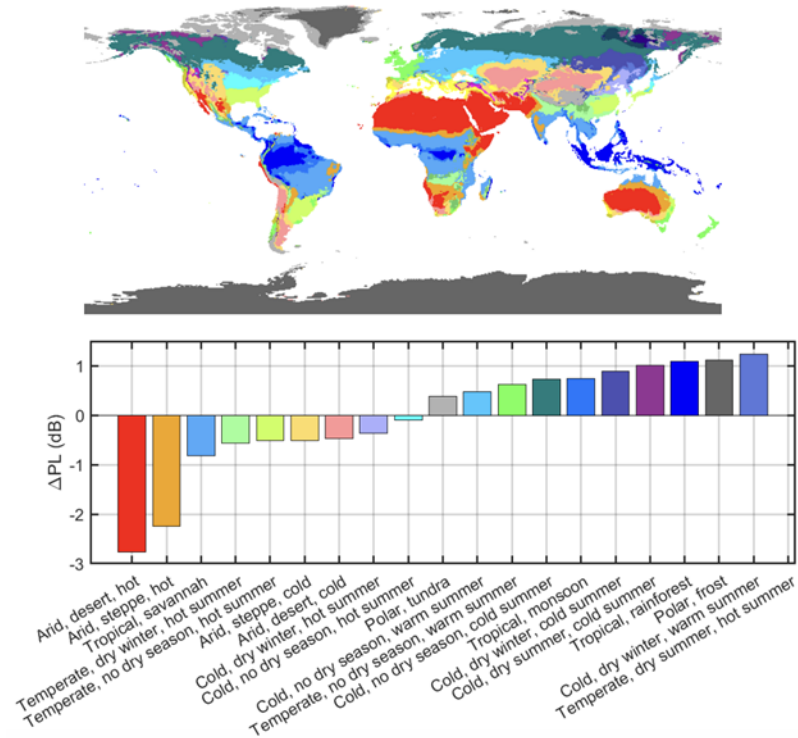 1
0
-1
-2
-3
ΔPL (dB)
Arid, desert, hot
Arid, steppe, hot
Tropical, savannah
Temperate, dry winter, hot summer
Temperate, no dry season, hot summer
Arid, steppe, cold
Arid, desert, cold
Cold, dry winter, hot summer
Cold, no dry season, hot summer
Polar, tundra
Cold, no dry season, warm summer
Temperate, no dry season, warm summer
Cold, no dry season, cold summer
Tropical, monsoon
Cold, dry winter, cold summer
Cold, dry summer, cold summer
Tropical, rainforest
Polar, frost
Cold, dry winter, warm summer
Temperate, dry summer, hot summer